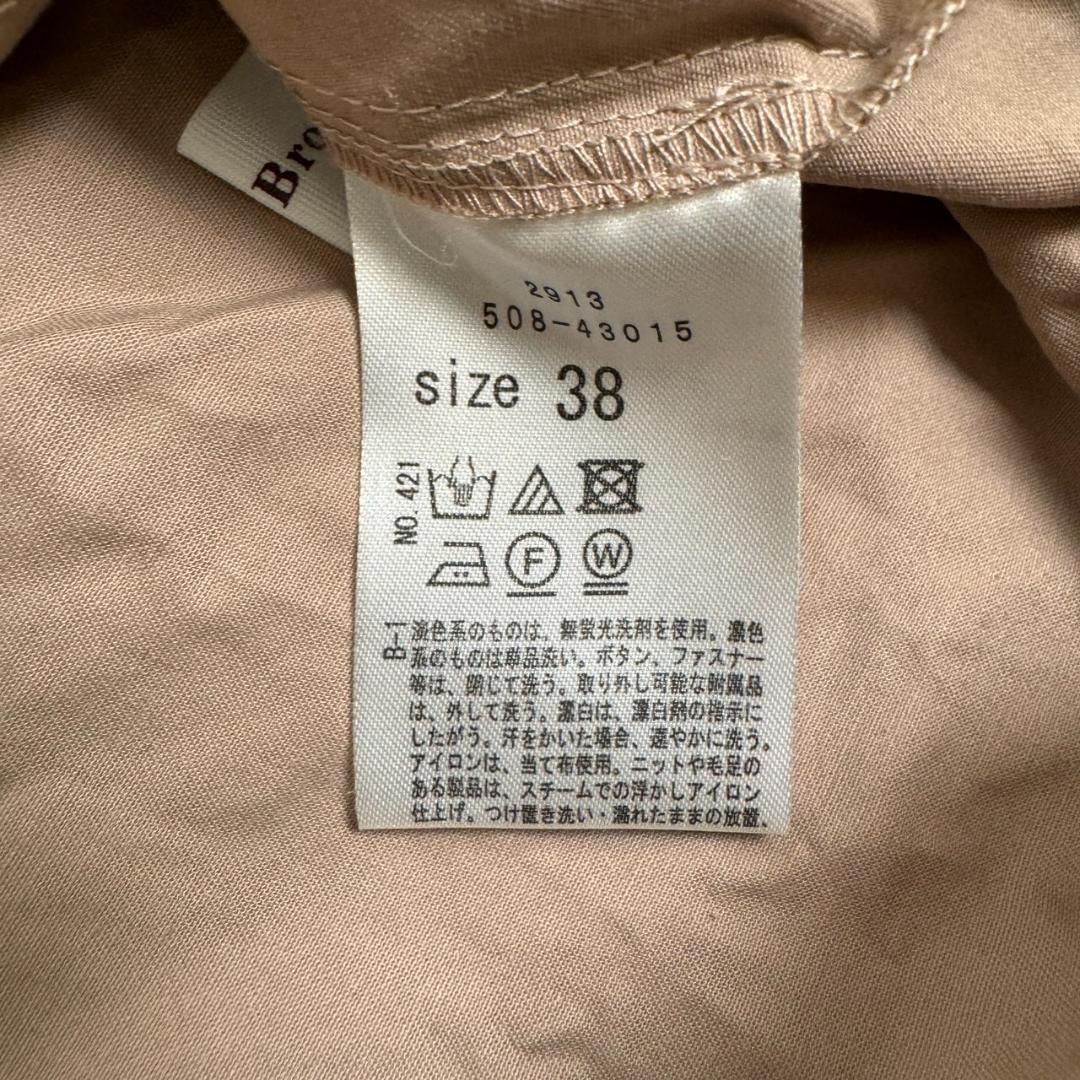 Bro
2913
508-43015
size 38
NO. 421
F W
B-1
淡色系のものは、無蛍光洗剤を使用。濃色
系のものは単品洗い。ボタン、ファスナー
等は、閉じて洗う。取り外し可能な附属品
は、外して洗う。漂白は、漂白剤の指示に
したがう。汗をかいた場合、速やかに洗う。
アイロンは、当て布使用。ニットや毛足の
ある製品は、スチームでの浮かしアイロン
仕上げ。つけ置き洗い・濡れたままの放置、